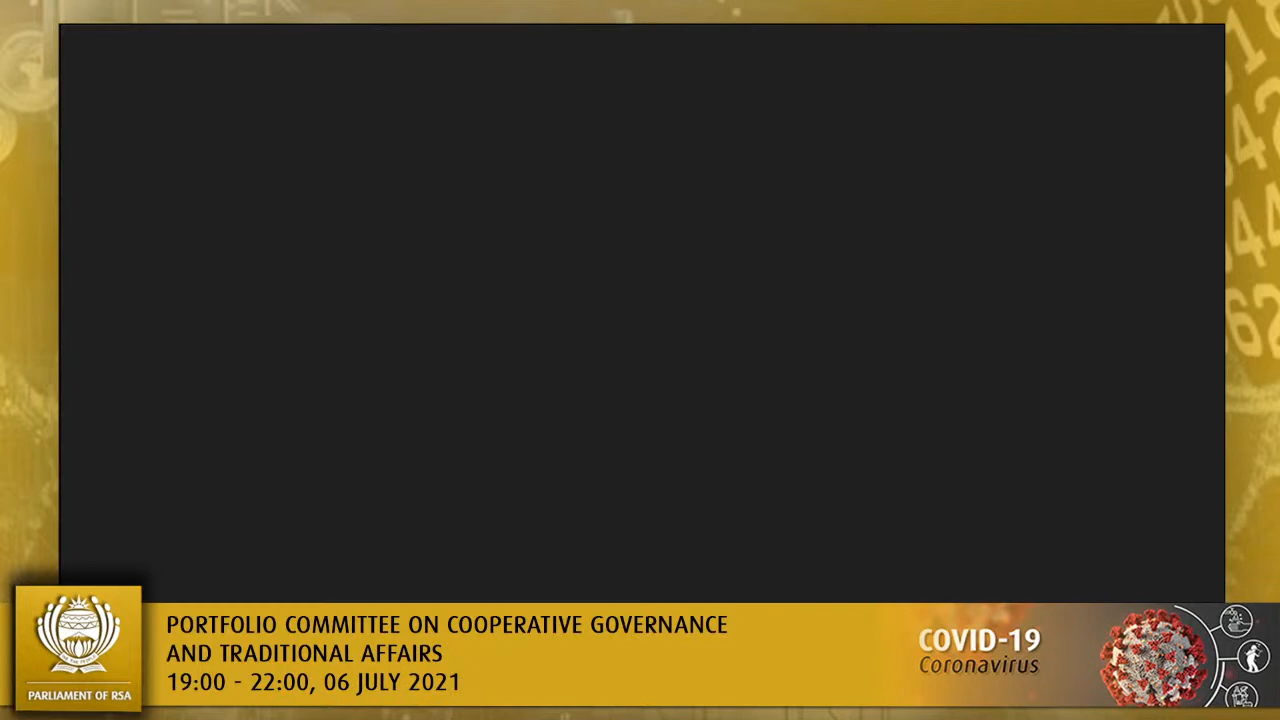 PORTFOLIO COMMITTEE ON COOPERATIVE GOVERNANCE
AND TRADITIONAL AFFAIRS
19:00 - 22:00, 06 JULY 2021
PARLIAMENT OF RSA
COVID-19
Coronavirus